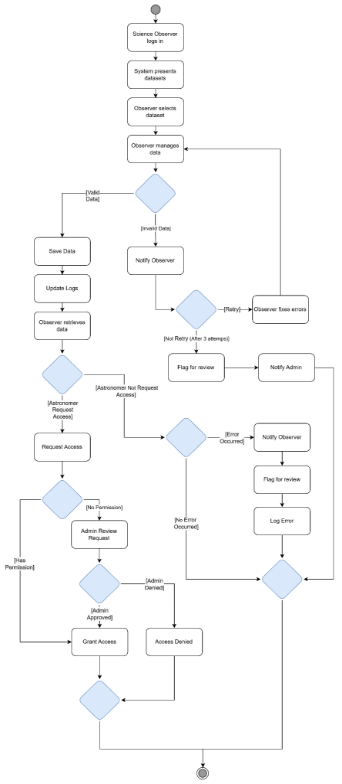 Science Observer
logs in
System presents
datasets
Observer selects
dataset
Observer manages
data
[Valid
Data]
[Invalid Data]
Save Data
Notify Observer
Update Logs
Observer retrieves
data
[Retry]
Observer fixes errors
[Not Retry (After 3 attempts)]
Flag for review
Notify Admin
[Astronomer Not Request
Access]
[Astronomer
Request
Access]
Request Access
[Error
Occurred]
Notify Observer
Flag for review
Log Error
[No Error
Occurred]
[No Permission]
Admin Review
Request
[Has
Permission]
[Admin
Denied]
[Admin
Approved]
Grant Access
Access Denied